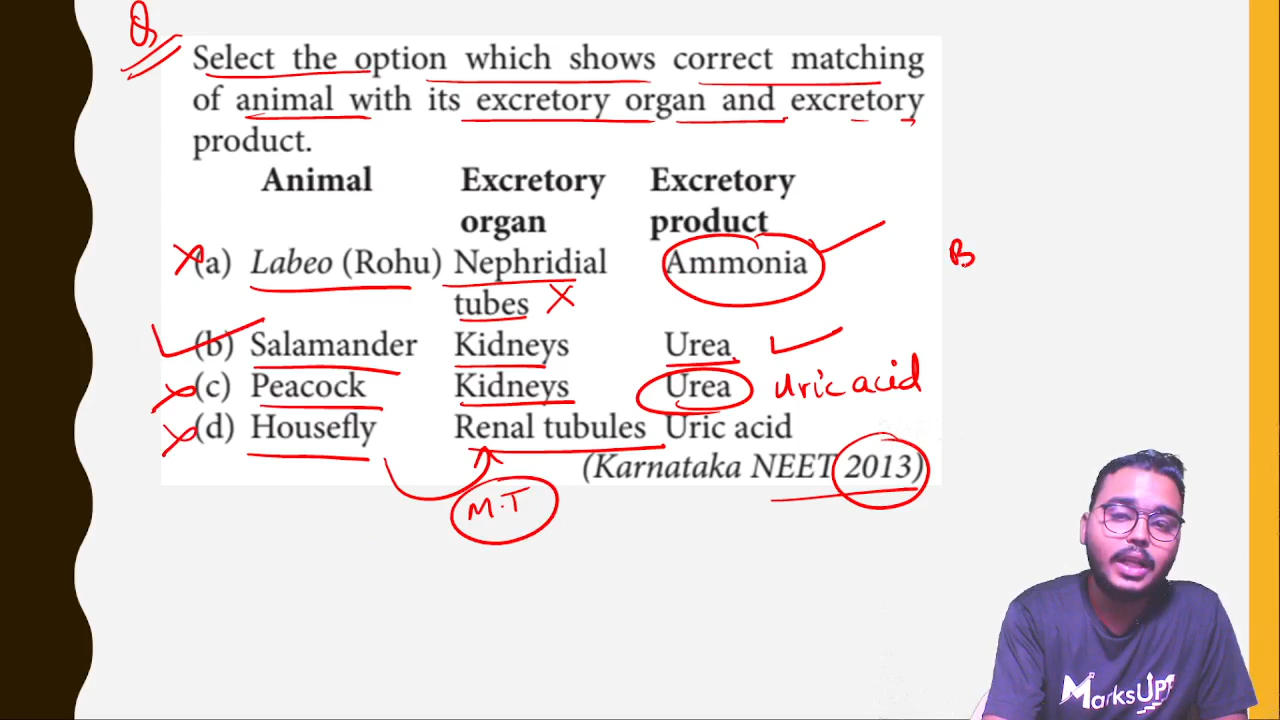 Q
Select the option which shows correct matching
of animal with its excretory organ and excretory
product.
Animal Excretory Excretory
organ product
(a) Labeo (Rohu) Nephridial Ammonia
tubes
B
(b) Salamander Kidneys Urea
(c) Peacock Kidneys Urea Uric acid
(d) Housefly Renal tubules Uric acid
(Karnataka NEET 2013)
M.T
MarksUP